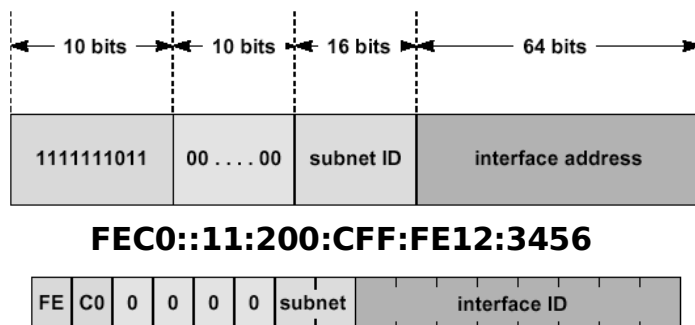 10 bits 10 bits 16 bits 64 bits
1111111011 00 . . . . 00 subnet ID interface address
FEC0::11:200:CFF:FE12:3456
FE C0 0 0 0 0 subnet interface ID